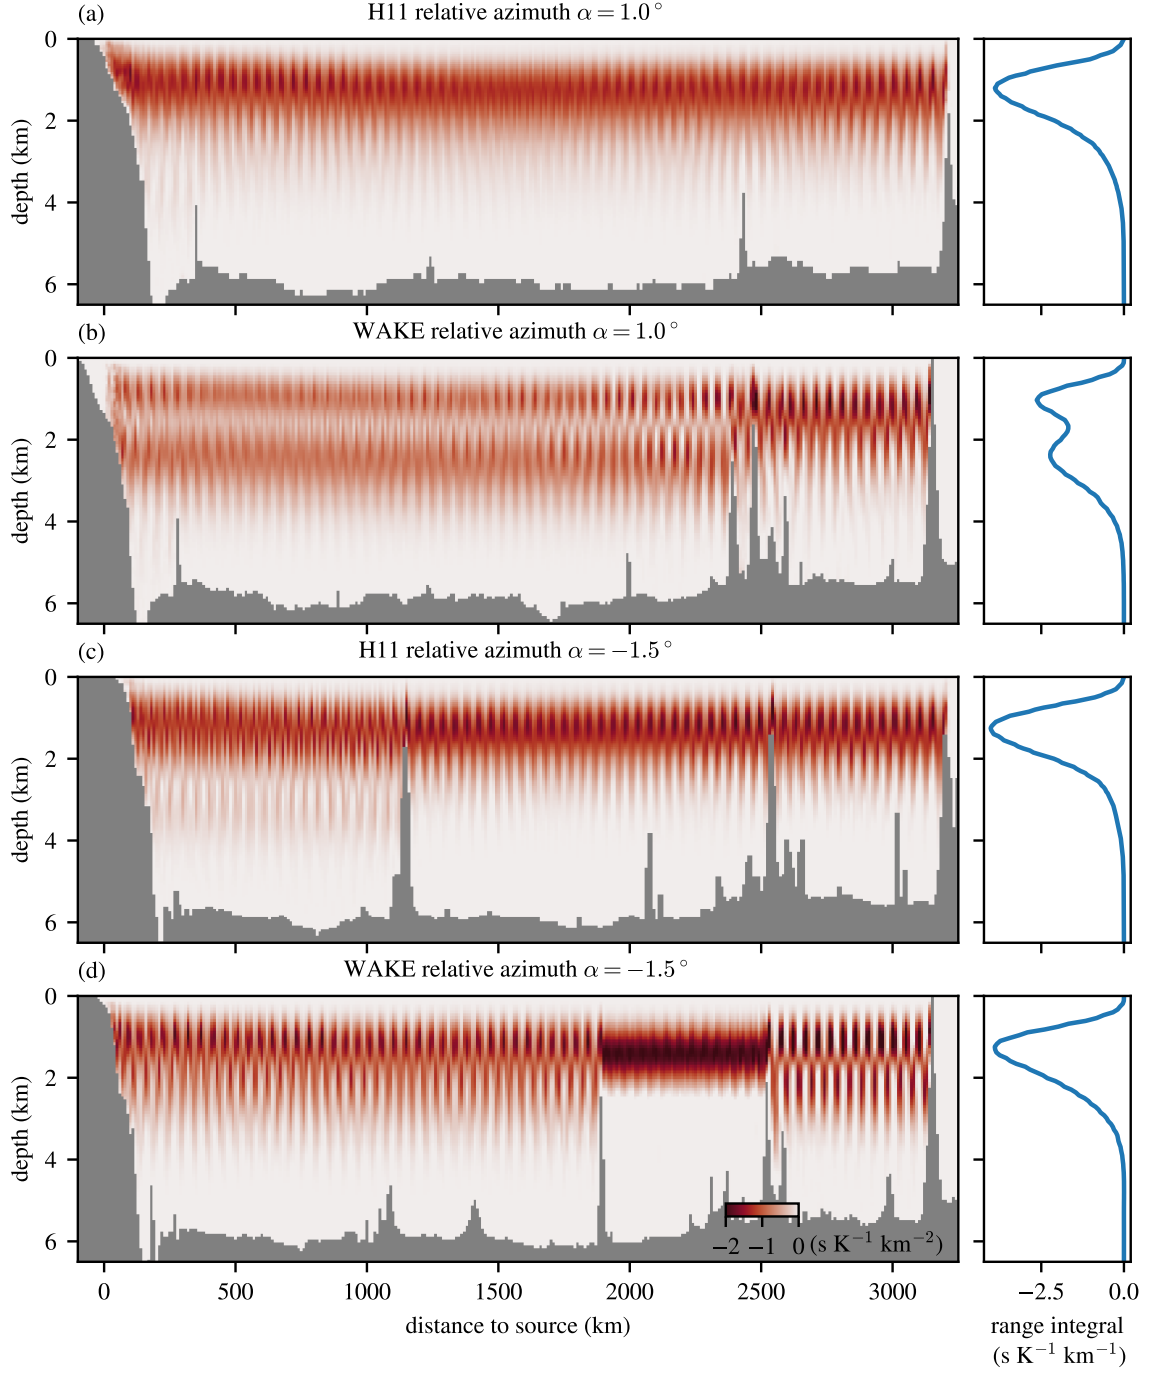 (a) H11 relative azimuth α = 1.0°
0
2
4
6
depth (km)
(b) WAKE relative azimuth α = 1.0°
0
2
4
6
depth (km)
(c) H11 relative azimuth α = −1.5°
0
2
4
6
depth (km)
(d) WAKE relative azimuth α = −1.5°
0
2
4
6
depth (km)
−2 −1 0 (s K⁻¹ km⁻²)
0 500 1000 1500 2000 2500 3000
distance to source (km)
−2.5 0.0
range integral
(s K⁻¹ km⁻¹)